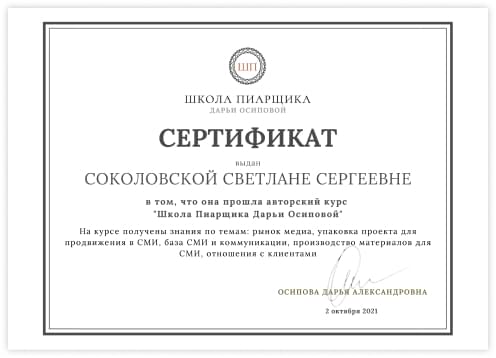 ШП
ШКОЛА ПИАРЩИКА
ДАРЬИ ОСИПОВОЙ
СЕРТИФИКАТ
выдан
СОКОЛОВСКОЙ СВЕТЛАНЕ СЕРГЕЕВНЕ
в том, что она прошла авторский курс
"Школа Пиарщика Дарьи Осиповой"
На курсе получены знания по темам: рынок медиа, упаковка проекта для
продвижения в СМИ, база СМИ и коммуникации, производство материалов для
СМИ, отношения с клиентами
ОСИПОВА ДАРЬЯ АЛЕКСАНДРОВНА
2 октября 2021